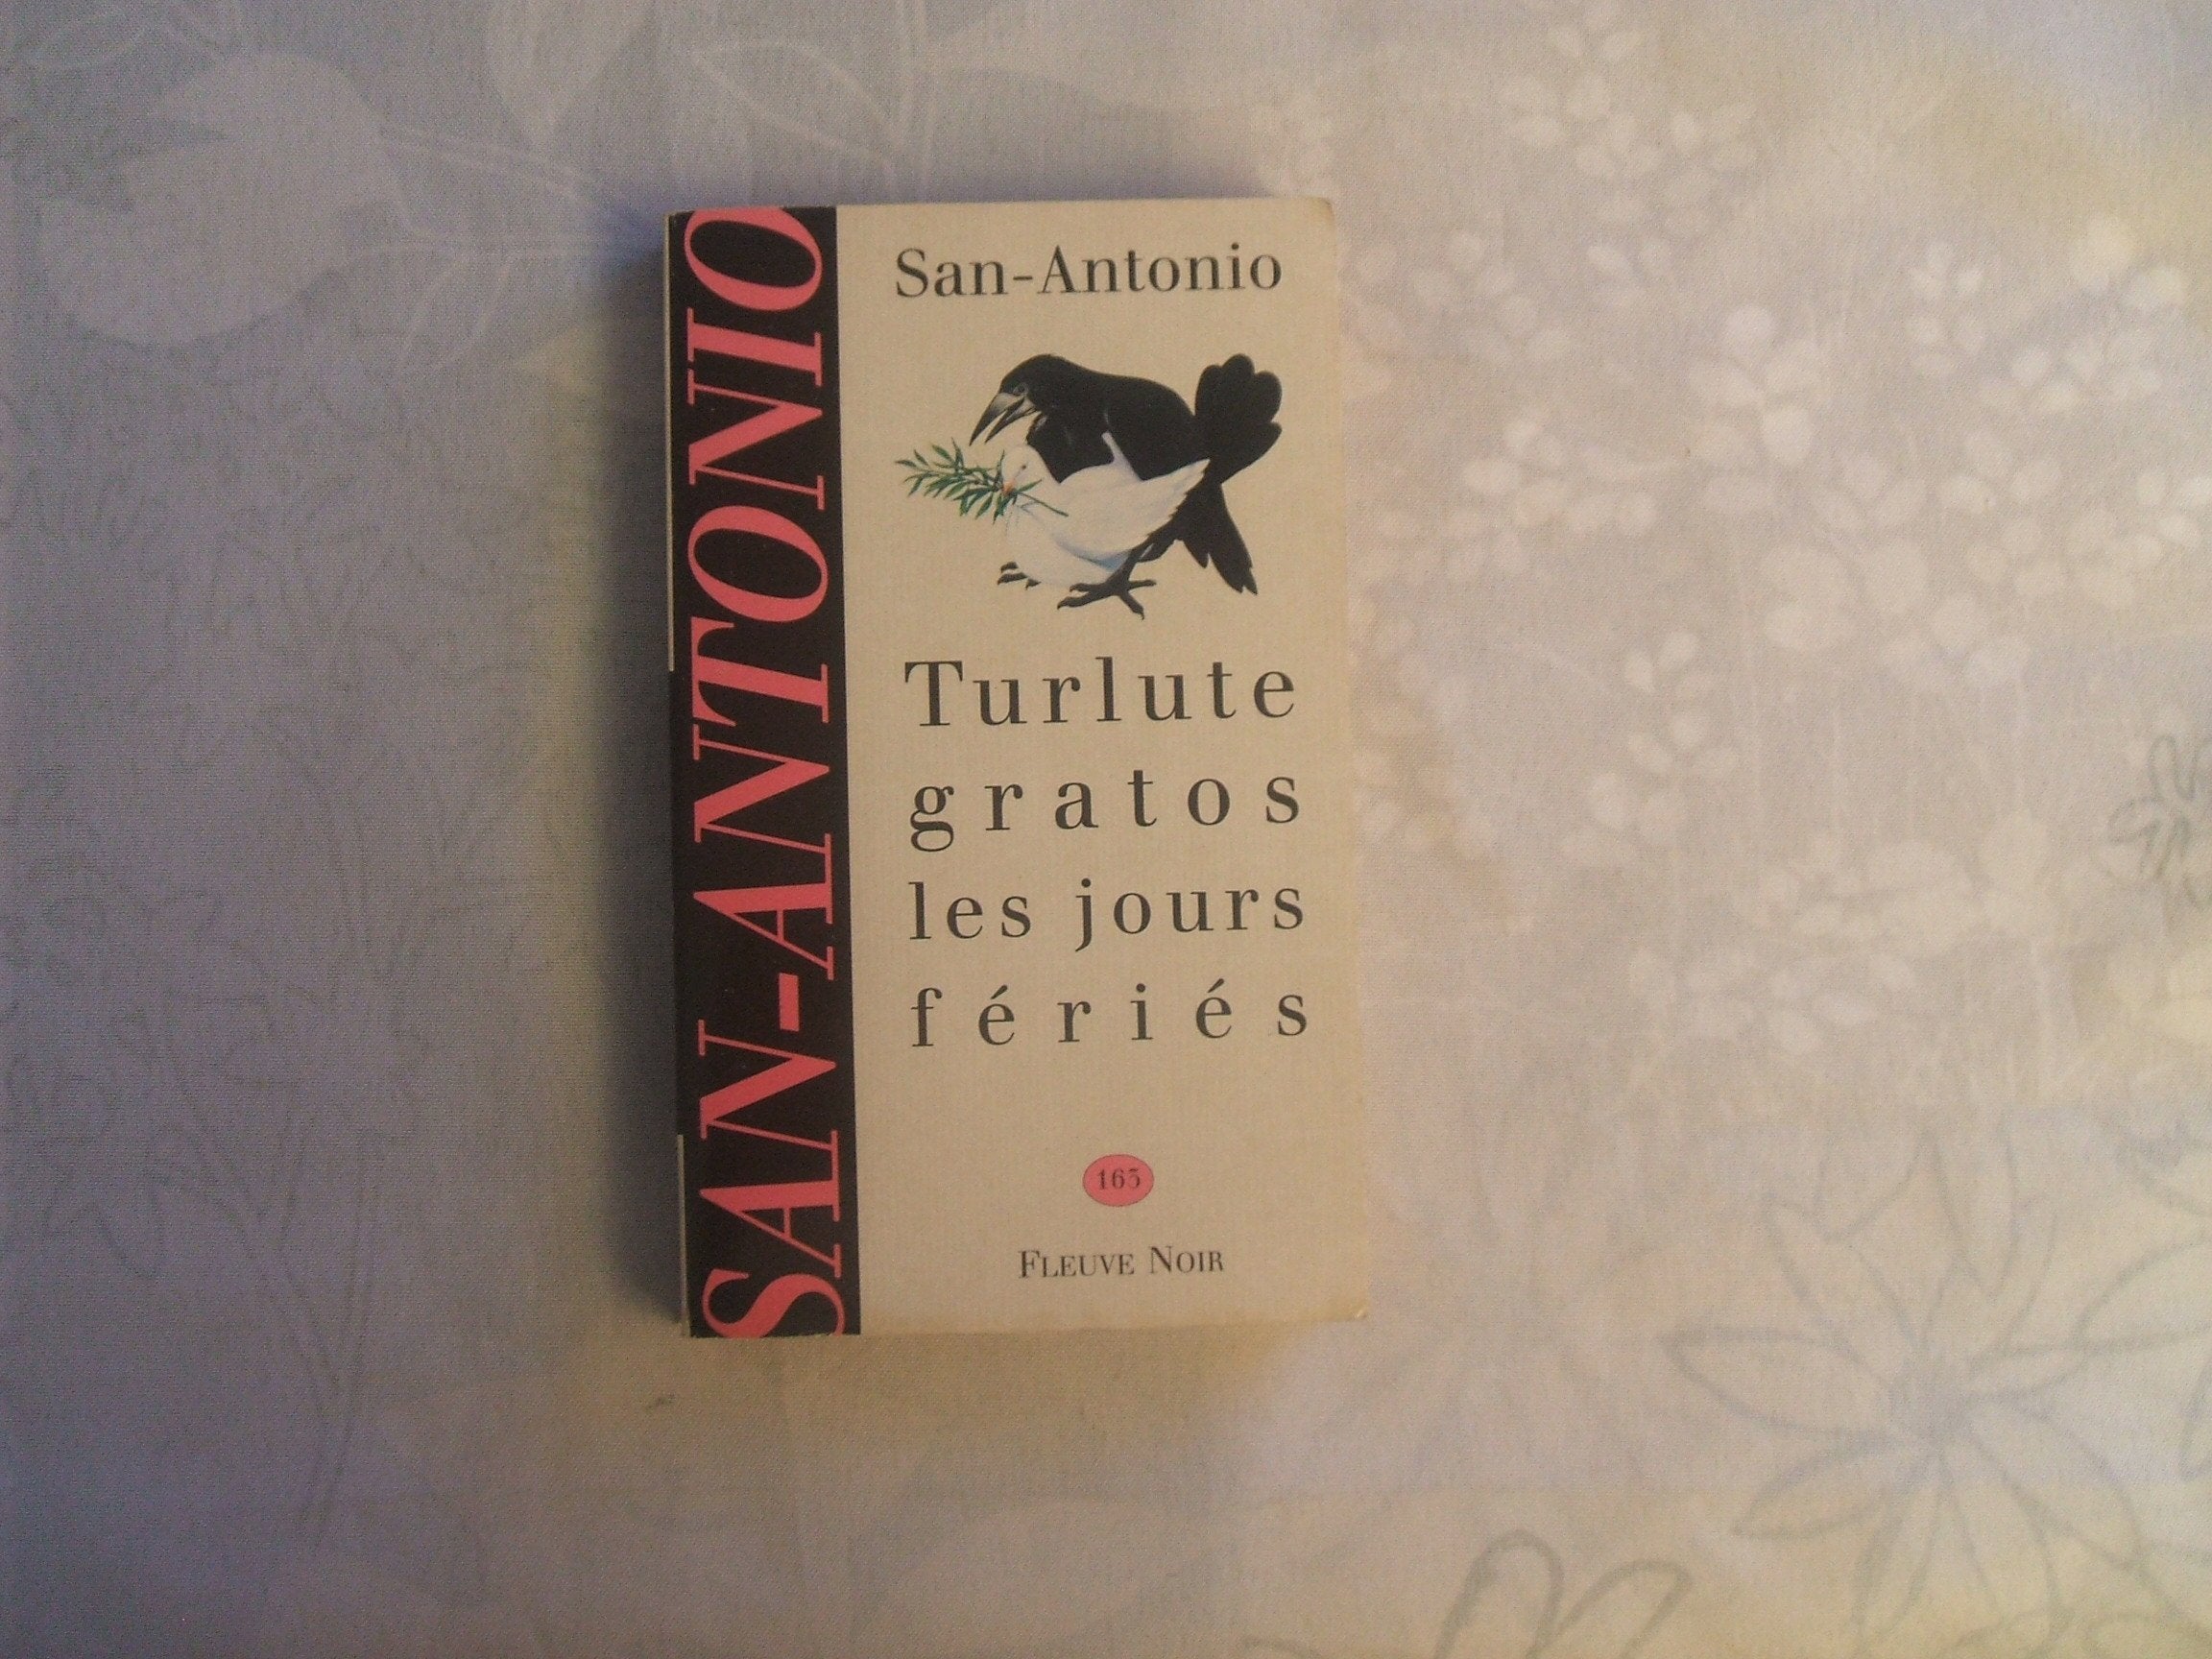 SAN-ANTONIO
San-Antonio
Turlute
gratos
les jours
fériés
163
FLEUVE NOIR